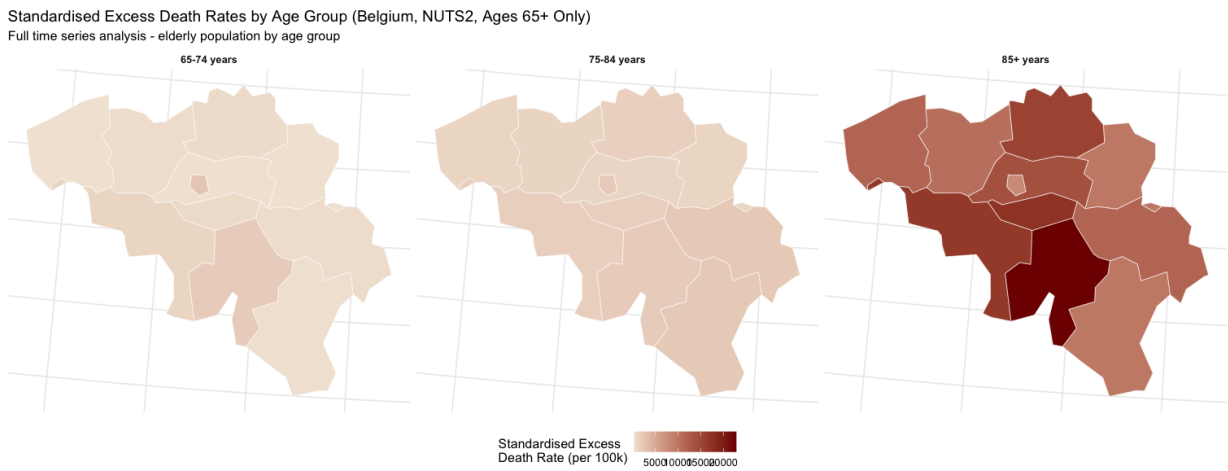 Standardised Excess Death Rates by Age Group (Belgium, NUTS2, Ages 65+ Only)
Full time series analysis - elderly population by age group
65-74 years
75-84 years
85+ years
Standardised Excess
Death Rate (per 100k)
5000 10000 15000 20000